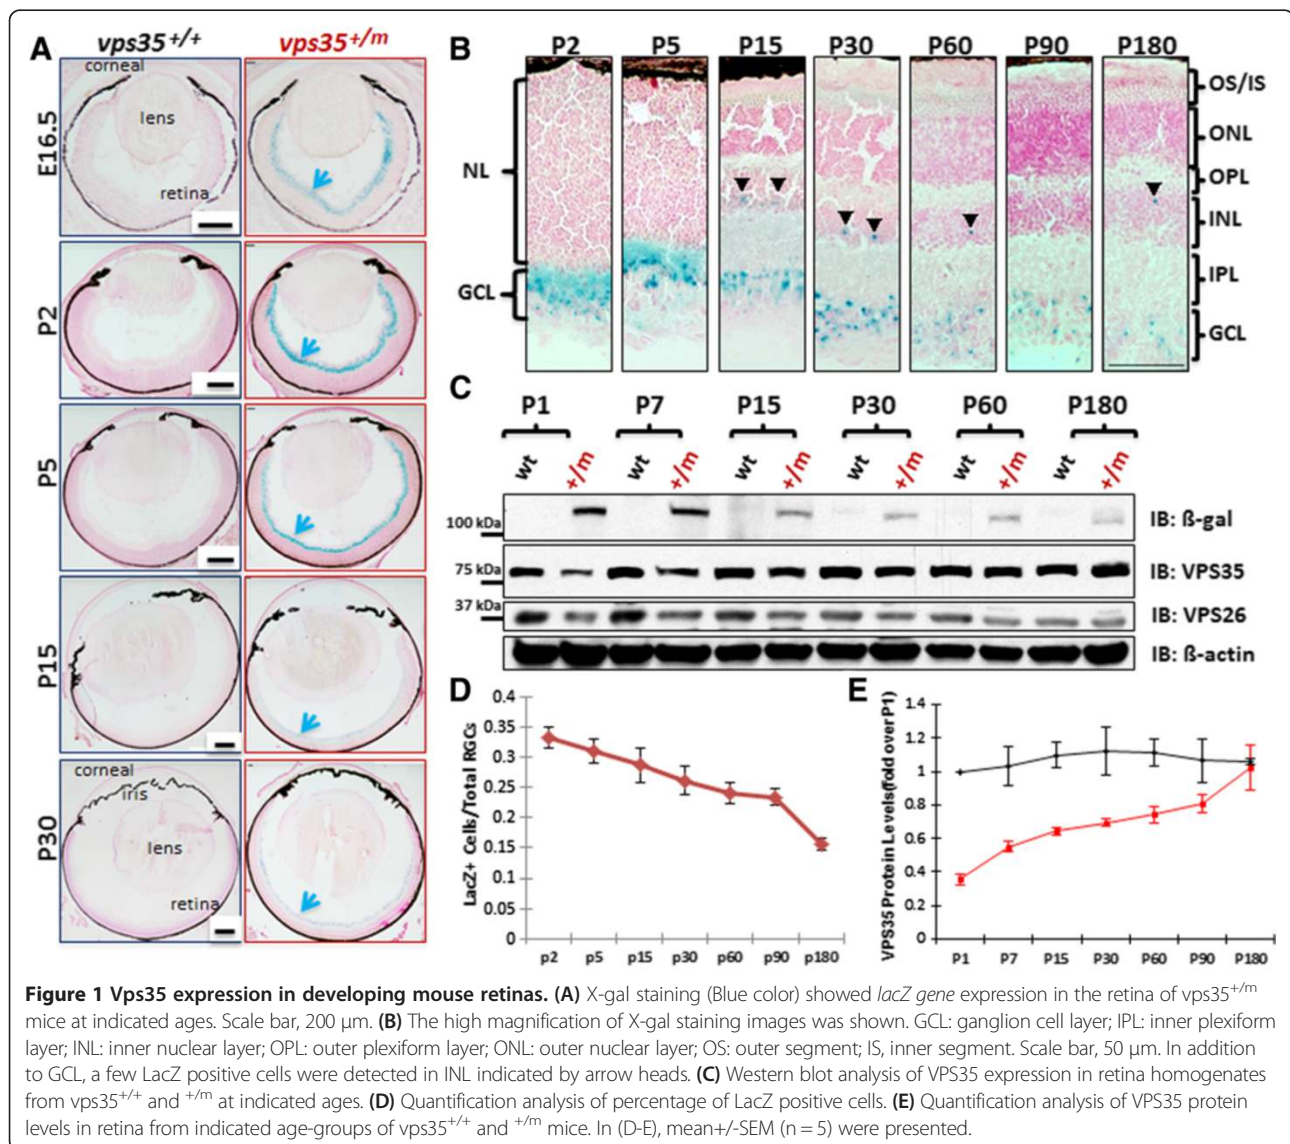 A
vps35+/+
vps35+/m
E16.5
P2
P5
P15
P30
corneal
lens
retina
corneal
iris
lens
retina
B
P2 P5 P15 P30 P60 P90 P180
NL
GCL
OS/IS
ONL
OPL
INL
IPL
GCL
C
P1 P7 P15 P30 P60 P180
wt +/m wt +/m wt +/m wt +/m wt +/m wt +/m
100 kDa
IB: ß-gal
75 kDa
IB: VPS35
37 kDa
IB: VPS26
IB: ß-actin
D
LacZ+ Cells/Total RGCs
0.4
0.35
0.3
0.25
0.2
0.15
0.1
0.05
0
p2 p5 p15 p30 p60 p90 p180
E
VPS35 Protein Levels(fold over P1)
1.4
1.2
1
0.8
0.6
0.4
0.2
0
P1 P7 P15 P30 P60 P90 P180
Figure 1 Vps35 expression in developing mouse retinas. (A) X-gal staining (Blue color) showed lacZ gene expression in the retina of vps35+/m
mice at indicated ages. Scale bar, 200 μm. (B) The high magnification of X-gal staining images was shown. GCL: ganglion cell layer; IPL: inner plexiform
layer; INL: inner nuclear layer; OPL: outer plexiform layer; ONL: outer nuclear layer; OS: outer segment; IS, inner segment. Scale bar, 50 μm. In addition
to GCL, a few LacZ positive cells were detected in INL indicated by arrow heads. (C) Western blot analysis of VPS35 expression in retina homogenates
from vps35+/+ and +/m at indicated ages. (D) Quantification analysis of percentage of LacZ positive cells. (E) Quantification analysis of VPS35 protein
levels in retina from indicated age-groups of vps35+/+ and +/m mice. In (D-E), mean+/-SEM (n = 5) were presented.